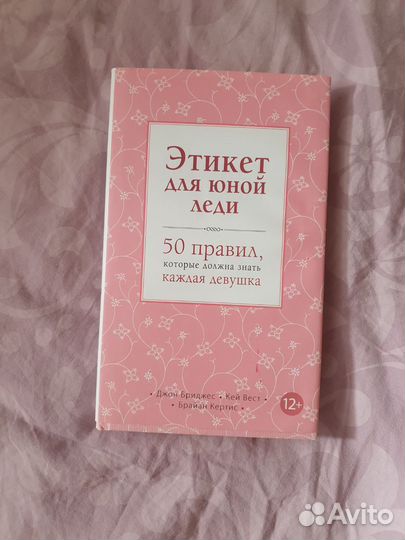 Этикет
для юной
леди
50 правил,
которые должна знать
каждая девушка
• Джон Бриджес • Кей Вест •
• Брайан Кертис •
12+
Avito